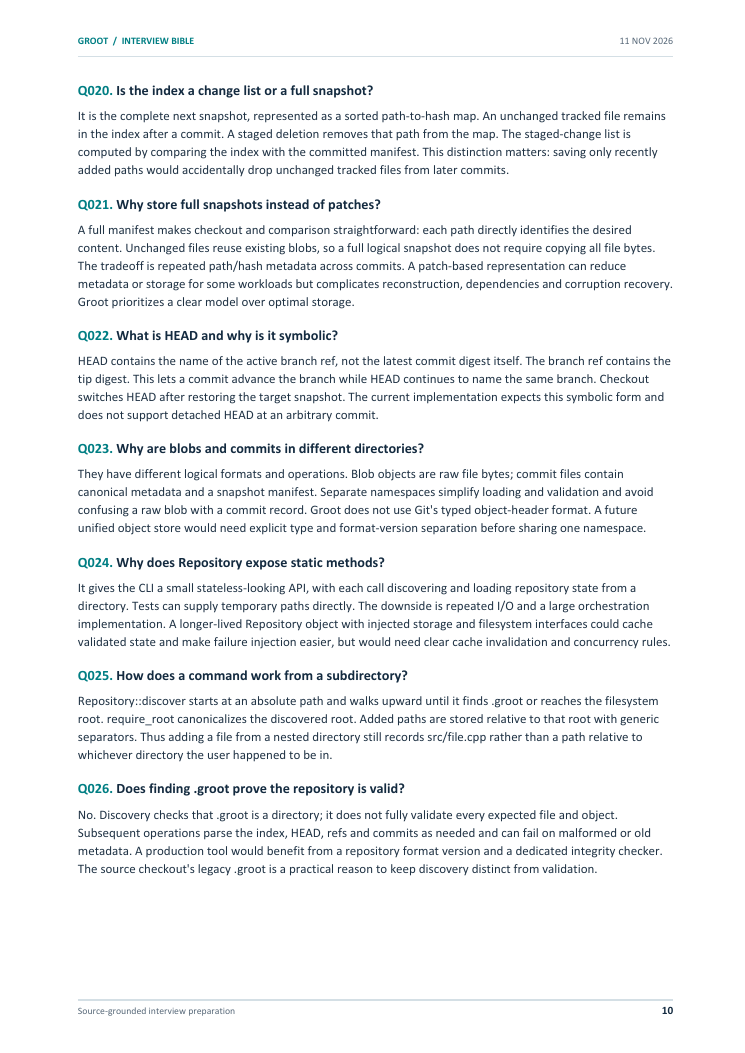 GROOT / INTERVIEW BIBLE
11 NOV 2026
Q020. Is the index a change list or a full snapshot?
It is the complete next snapshot, represented as a sorted path-to-hash map. An unchanged tracked file remains
in the index after a commit. A staged deletion removes that path from the map. The staged-change list is
computed by comparing the index with the committed manifest. This distinction matters: saving only recently
added paths would accidentally drop unchanged tracked files from later commits.
Q021. Why store full snapshots instead of patches?
A full manifest makes checkout and comparison straightforward: each path directly identifies the desired
content. Unchanged files reuse existing blobs, so a full logical snapshot does not require copying all file bytes.
The tradeoff is repeated path/hash metadata across commits. A patch-based representation can reduce
metadata or storage for some workloads but complicates reconstruction, dependencies and corruption recovery.
Groot prioritizes a clear model over optimal storage.
Q022. What is HEAD and why is it symbolic?
HEAD contains the name of the active branch ref, not the latest commit digest itself. The branch ref contains the
tip digest. This lets a commit advance the branch while HEAD continues to name the same branch. Checkout
switches HEAD after restoring the target snapshot. The current implementation expects this symbolic form and
does not support detached HEAD at an arbitrary commit.
Q023. Why are blobs and commits in different directories?
They have different logical formats and operations. Blob objects are raw file bytes; commit files contain
canonical metadata and a snapshot manifest. Separate namespaces simplify loading and validation and avoid
confusing a raw blob with a commit record. Groot does not use Git's typed object-header format. A future
unified object store would need explicit type and format-version separation before sharing one namespace.
Q024. Why does Repository expose static methods?
It gives the CLI a small stateless-looking API, with each call discovering and loading repository state from a
directory. Tests can supply temporary paths directly. The downside is repeated I/O and a large orchestration
implementation. A longer-lived Repository object with injected storage and filesystem interfaces could cache
validated state and make failure injection easier, but would need clear cache invalidation and concurrency rules.
Q025. How does a command work from a subdirectory?
Repository::discover starts at an absolute path and walks upward until it finds .groot or reaches the filesystem
root. require_root canonicalizes the discovered root. Added paths are stored relative to that root with generic
separators. Thus adding a file from a nested directory still records src/file.cpp rather than a path relative to
whichever directory the user happened to be in.
Q026. Does finding .groot prove the repository is valid?
No. Discovery checks that .groot is a directory; it does not fully validate every expected file and object.
Subsequent operations parse the index, HEAD, refs and commits as needed and can fail on malformed or old
metadata. A production tool would benefit from a repository format version and a dedicated integrity checker.
The source checkout's legacy .groot is a practical reason to keep discovery distinct from validation.
Source-grounded interview preparation
10